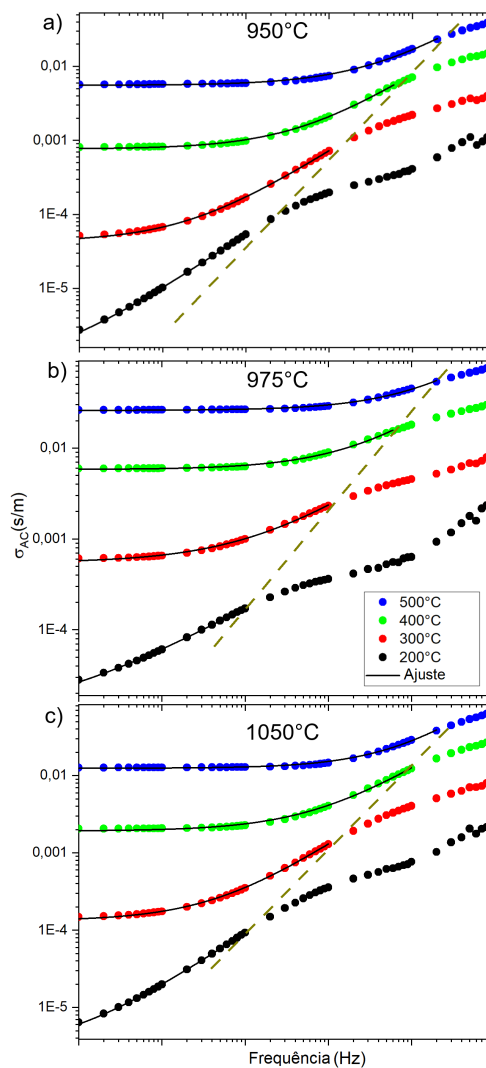 a)
950°C
0,01
0,001
1E-4
1E-5
b)
975°C
0,01
0,001
1E-4
σAC(s/m)
500°C
400°C
300°C
200°C
Ajuste
c)
1050°C
0,01
0,001
1E-4
1E-5
Frequência (Hz)